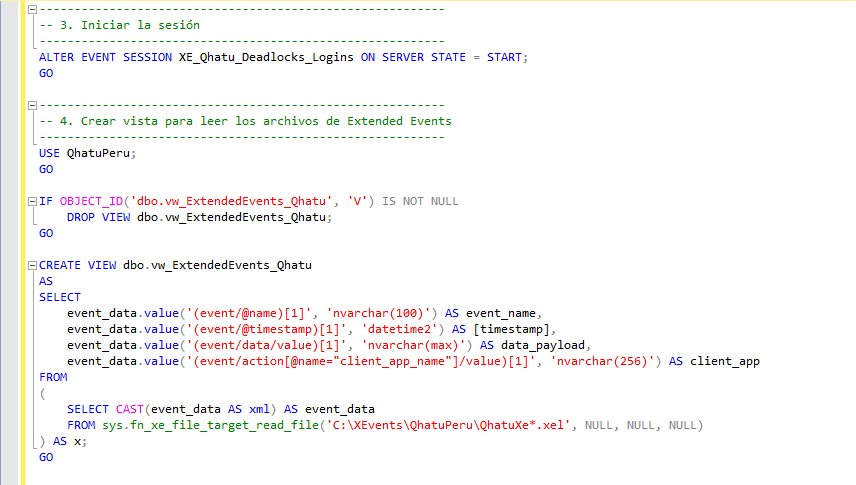 ----------------------------------------------------------
-- 3. Iniciar la sesión
----------------------------------------------------------
ALTER EVENT SESSION XE_Qhatu_Deadlocks_Logins ON SERVER STATE = START;
GO
----------------------------------------------------------
-- 4. Crear vista para leer los archivos de Extended Events
----------------------------------------------------------
USE QhatuPeru;
GO
IF OBJECT_ID('dbo.vw_ExtendedEvents_Qhatu', 'V') IS NOT NULL
    DROP VIEW dbo.vw_ExtendedEvents_Qhatu;
GO
CREATE VIEW dbo.vw_ExtendedEvents_Qhatu
AS
SELECT
    event_data.value('(event/@name)[1]', 'nvarchar(100)') AS event_name,
    event_data.value('(event/@timestamp)[1]', 'datetime2') AS [timestamp],
    event_data.value('(event/data/value)[1]', 'nvarchar(max)') AS data_payload,
    event_data.value('(event/action[@name="client_app_name"]/value)[1]', 'nvarchar(256)') AS client_app
FROM
(
    SELECT CAST(event_data AS xml) AS event_data
    FROM sys.fn_xe_file_target_read_file('C:\XEvents\QhatuPeru\QhatuXe*.xel', NULL, NULL, NULL)
) AS x;
GO